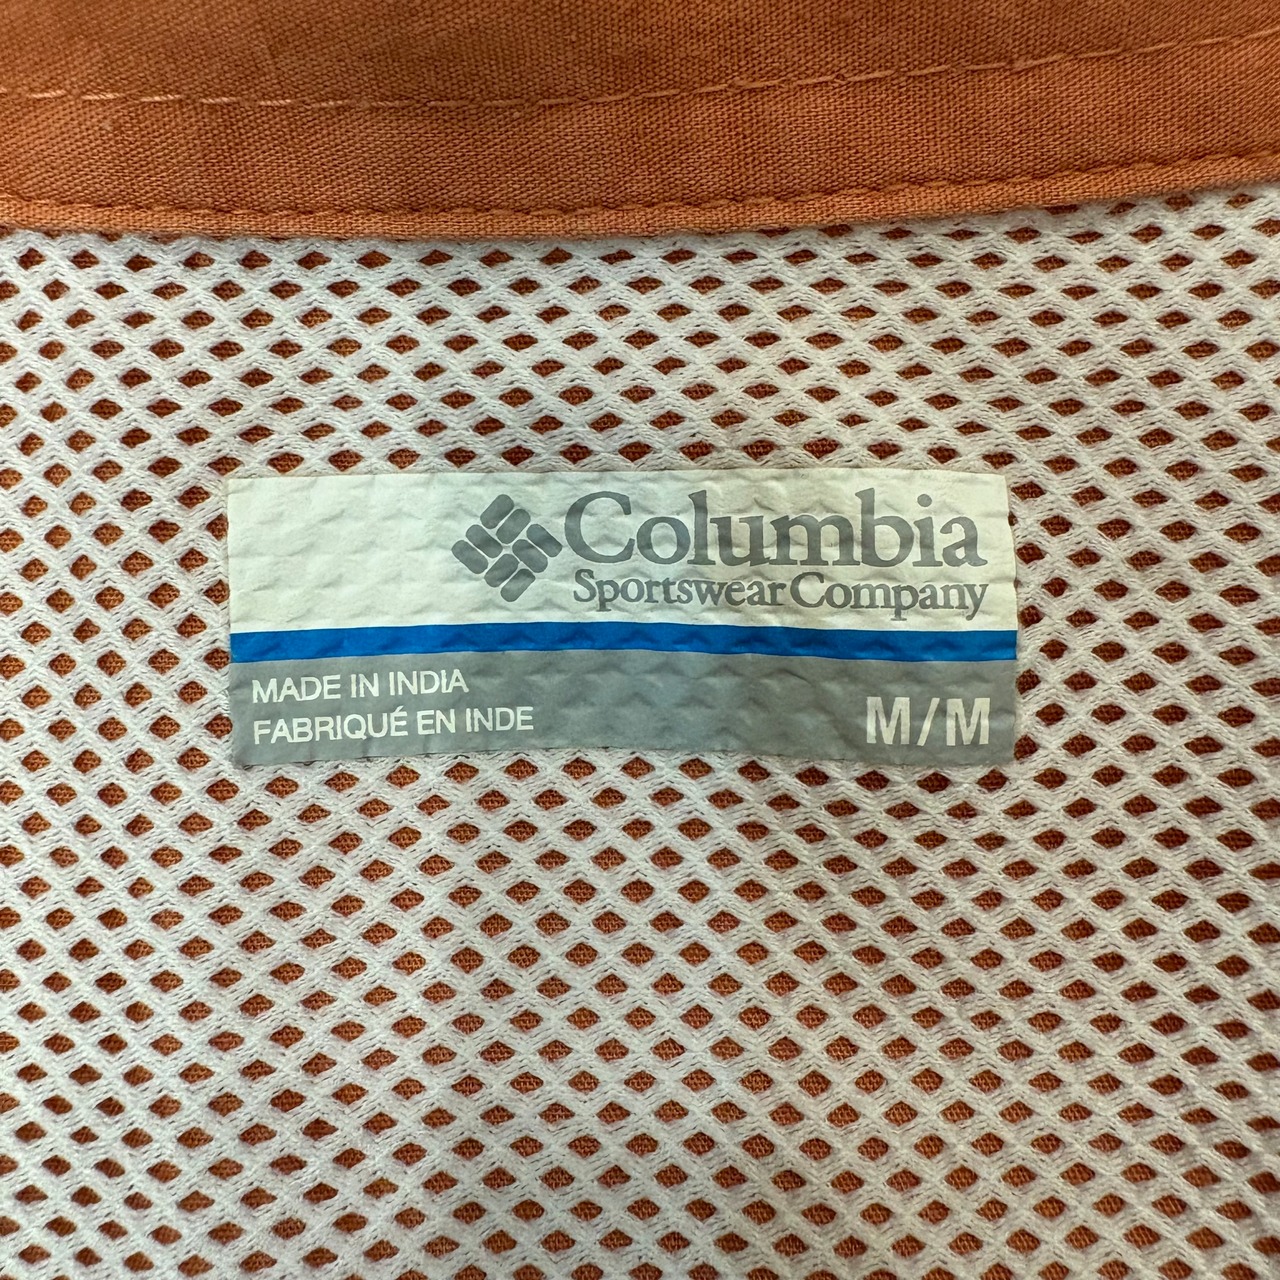 Columbia
Sportswear Company
MADE IN INDIA
FABRIQUÉ EN INDE
M/M